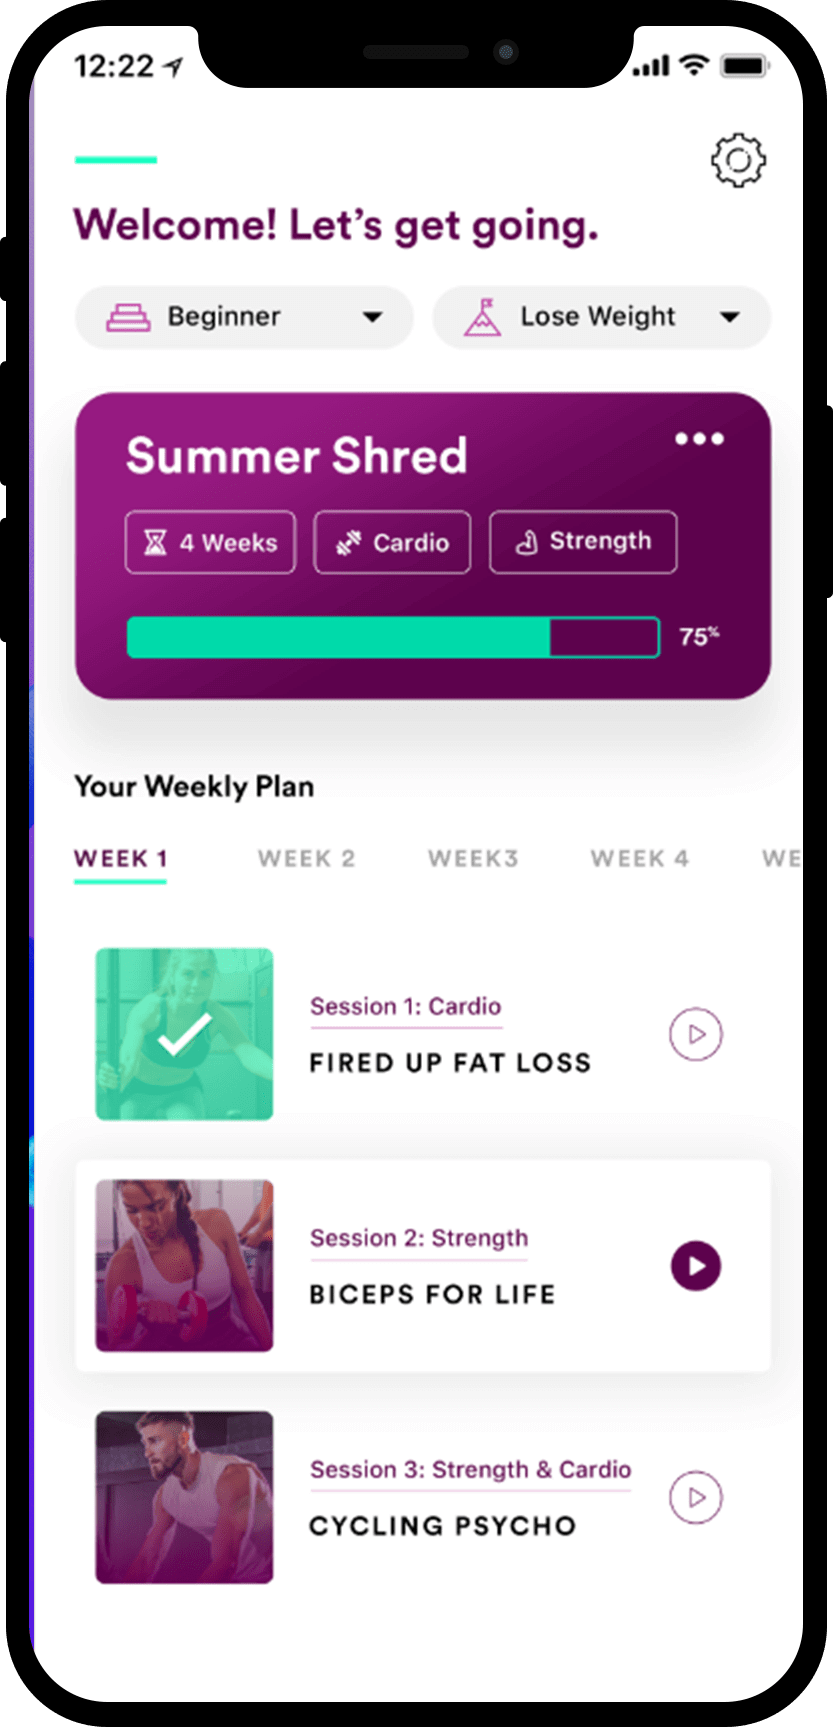 12:22
Welcome! Let's get going.
Beginner
Lose Weight
Summer Shred
4 Weeks
Cardio
Strength
75%
Your Weekly Plan
WEEK 1
WEEK 2
WEEK3
WEEK 4
WE
Session 1: Cardio
FIRED UP FAT LOSS
Session 2: Strength
BICEPS FOR LIFE
Session 3: Strength & Cardio
CYCLING PSYCHO